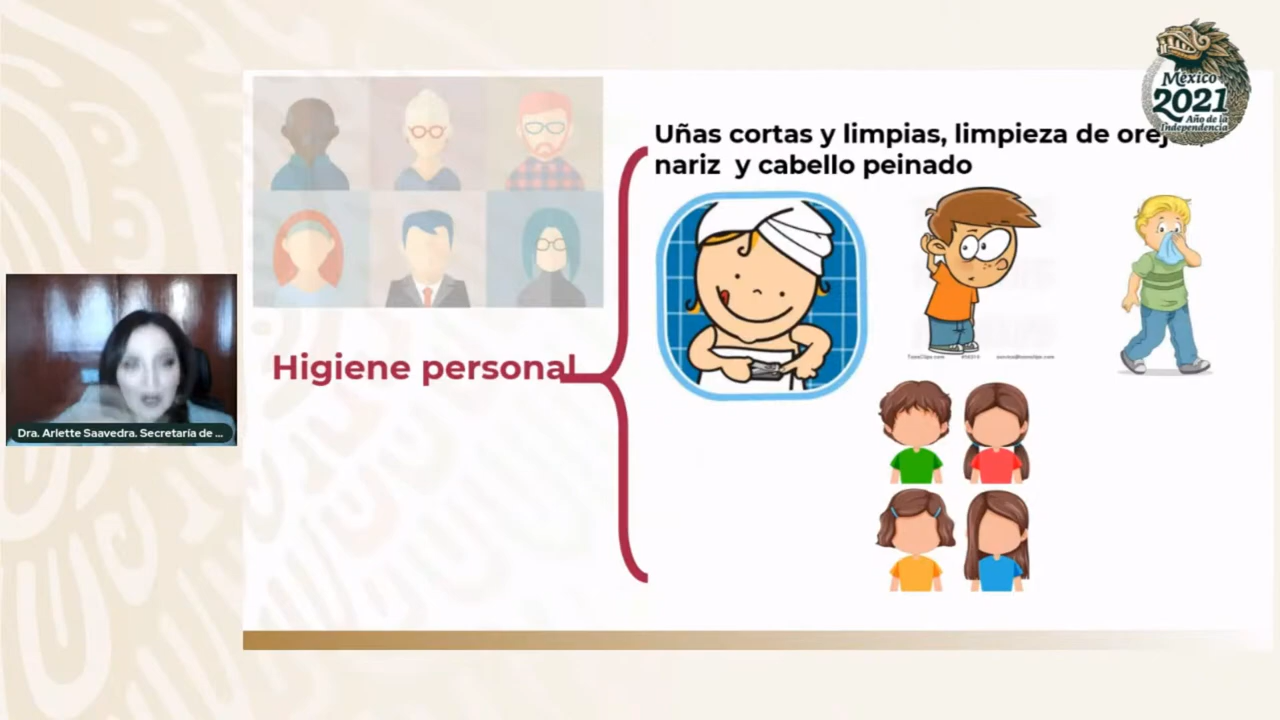 México
2021
Año de la
Independencia
Uñas cortas y limpias, limpieza de
nariz y cabello peinado
Higiene personal
Dra. Arlette Saavedra. Secretaría de ...